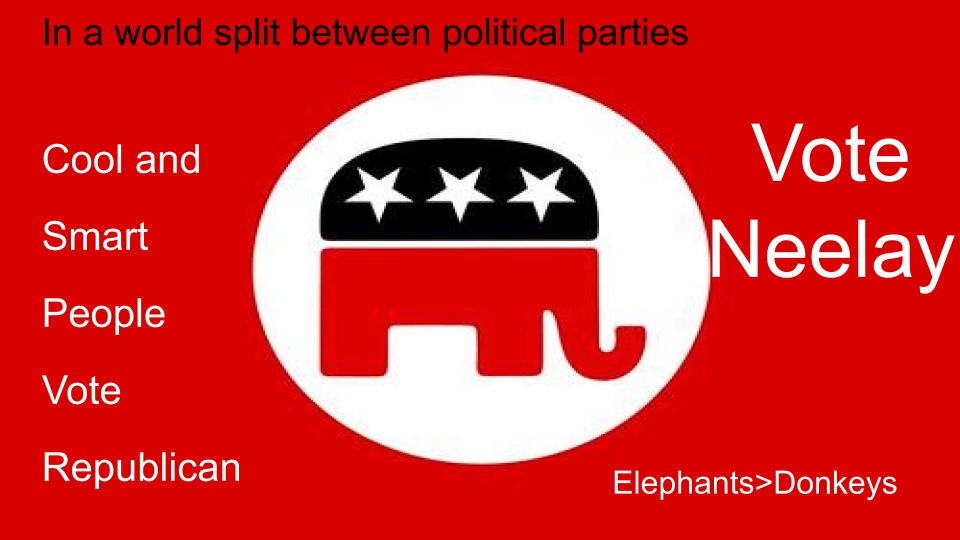 In a world split between political parties
Cool and
Smart
People
Vote
Republican
Vote
Neelay
Elephants>Donkeys